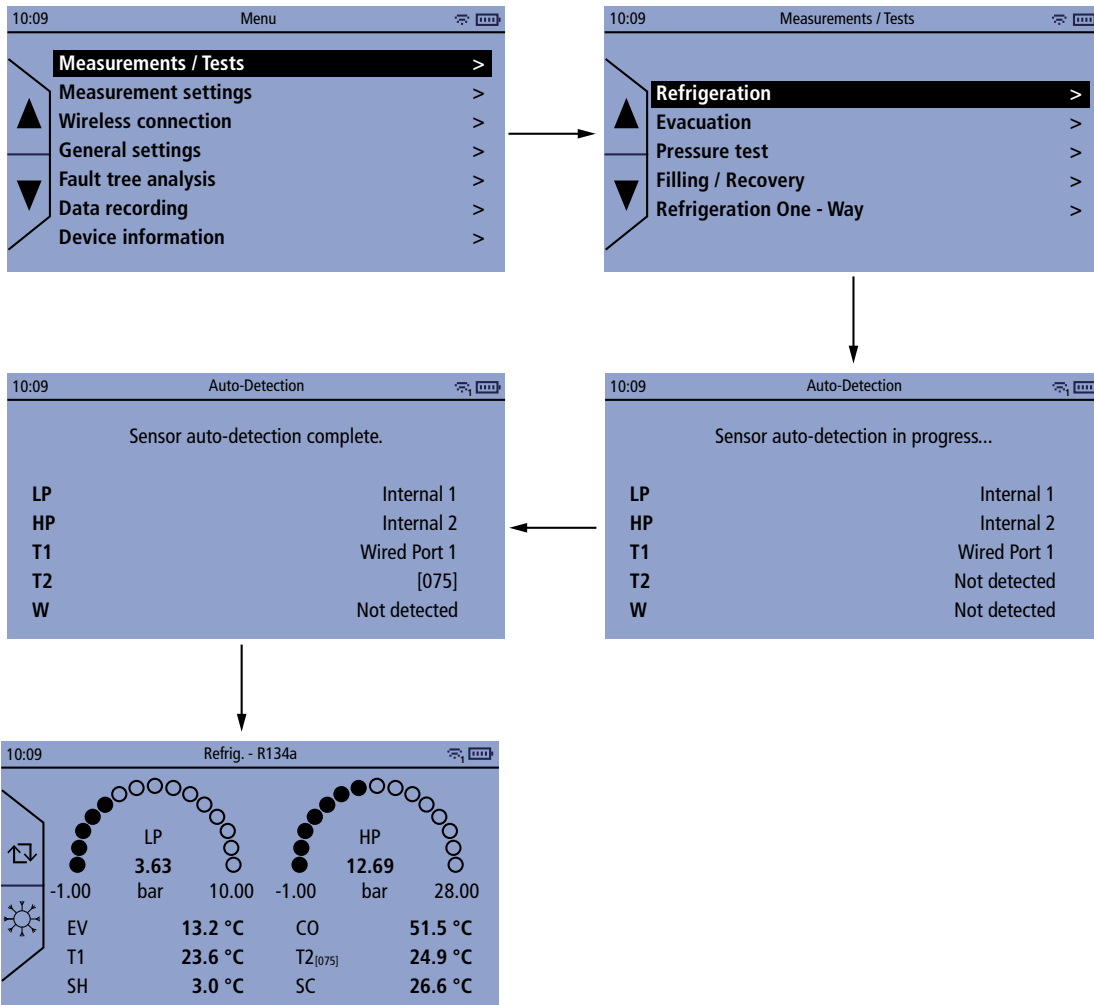 10:09 Menu
Measurements / Tests >
Measurement settings >
Wireless connection >
General settings >
Fault tree analysis >
Data recording >
Device information >
10:09 Measurements / Tests
Refrigeration >
Evacuation >
Pressure test >
Filling / Recovery >
Refrigeration One - Way >
10:09 Auto-Detection 1
Sensor auto-detection in progress...
LP Internal 1
HP Internal 2
T1 Wired Port 1
T2 Not detected
W Not detected
10:09 Auto-Detection 1
Sensor auto-detection complete.
LP Internal 1
HP Internal 2
T1 Wired Port 1
T2 [075]
W Not detected
10:09 Refrig. - R134a 1
LP HP
3.63 12.69
-1.00 bar 10.00 -1.00 bar 28.00
EV 13.2 °C CO 51.5 °C
T1 23.6 °C T2[075] 24.9 °C
SH 3.0 °C SC 26.6 °C